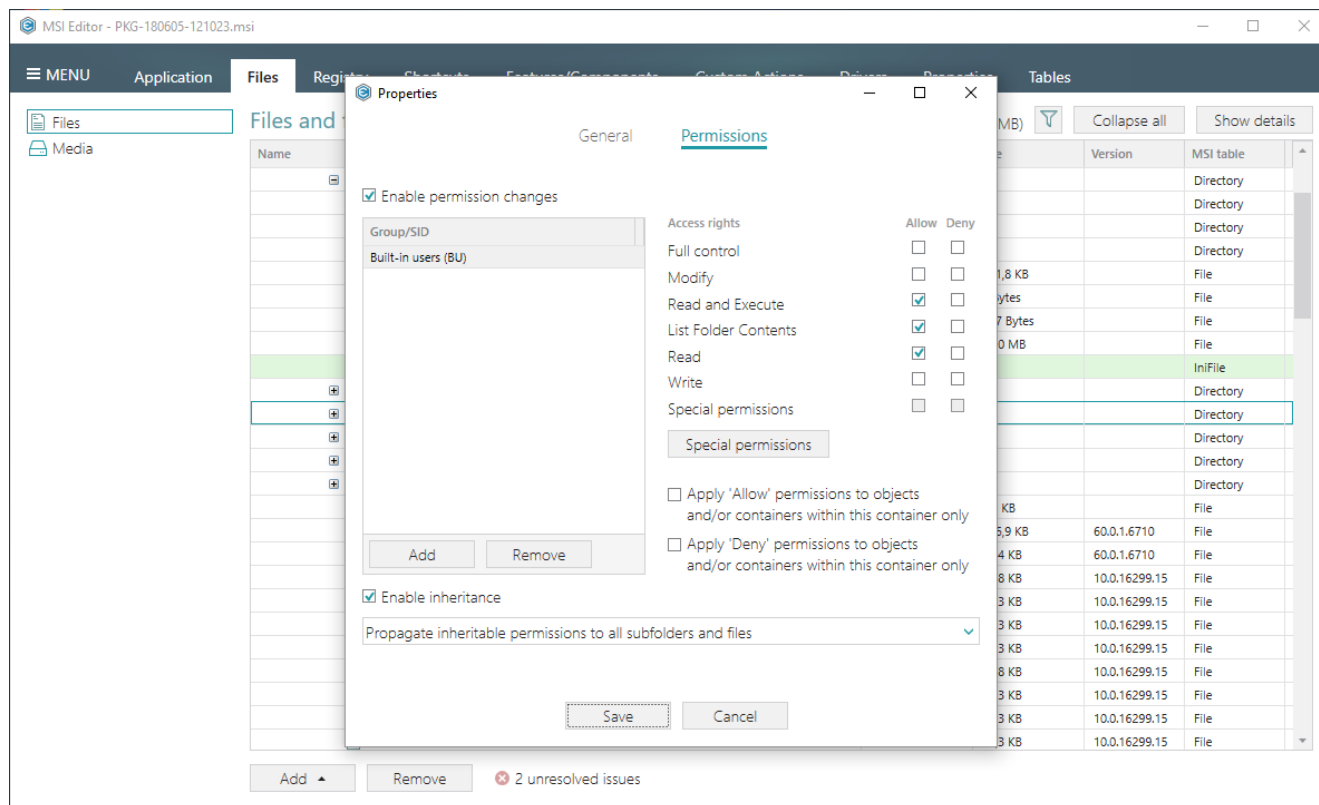 MSI Editor - PKG-180605-121023.msi
MENU Application Files Registry Shortcuts Features/Components Custom Actions Drivers Properties Tables
Files
Media
Files and
MB) Collapse all Show details
Name Version MSI table
Properties
General Permissions
Enable permission changes
Group/SID
Built-in users (BU)
Access rights Allow Deny
Full control
Modify
Read and Execute
List Folder Contents
Read
Write
Special permissions
Special permissions
Apply 'Allow' permissions to objects
and/or containers within this container only
Apply 'Deny' permissions to objects
and/or containers within this container only
Add Remove
Enable inheritance
Propagate inheritable permissions to all subfolders and files
Save Cancel
Directory
Directory
Directory
Directory
1,8 KB File
ytes File
7 Bytes File
0 MB File
IniFile
Directory
Directory
Directory
Directory
Directory
KB File
5,9 KB 60.0.1.6710 File
4 KB 60.0.1.6710 File
8 KB 10.0.16299.15 File
3 KB 10.0.16299.15 File
3 KB 10.0.16299.15 File
3 KB 10.0.16299.15 File
8 KB 10.0.16299.15 File
3 KB 10.0.16299.15 File
3 KB 10.0.16299.15 File
3 KB 10.0.16299.15 File
Add Remove 2 unresolved issues